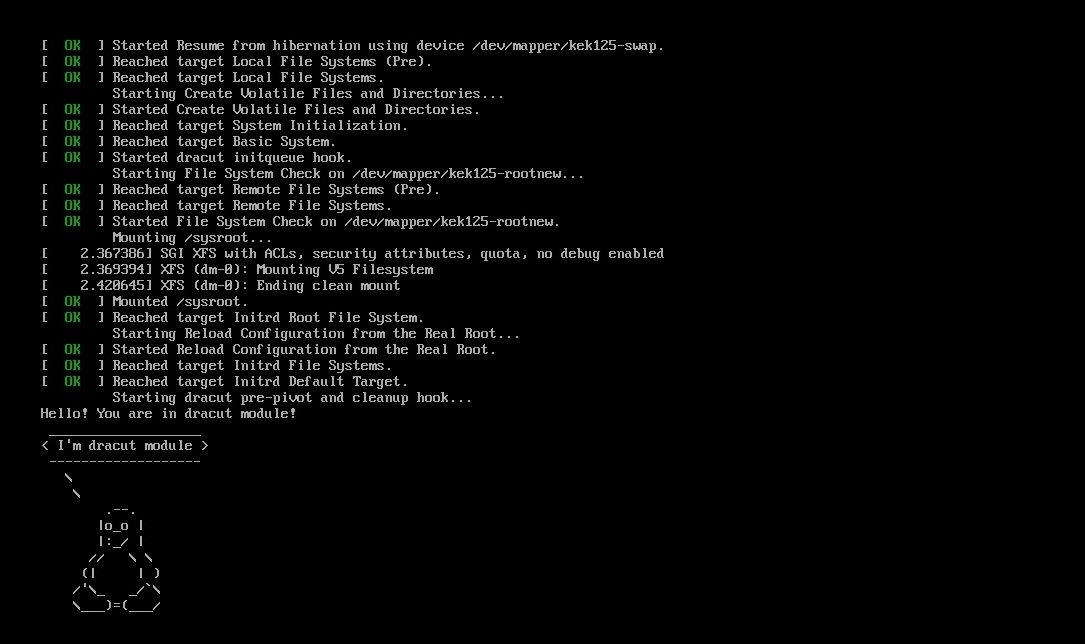 [  OK  ] Started Resume from hibernation using device /dev/mapper/kek125-swap.
[  OK  ] Reached target Local File Systems (Pre).
[  OK  ] Reached target Local File Systems.
         Starting Create Volatile Files and Directories...
[  OK  ] Started Create Volatile Files and Directories.
[  OK  ] Reached target System Initialization.
[  OK  ] Reached target Basic System.
[  OK  ] Started dracut initqueue hook.
         Starting File System Check on /dev/mapper/kek125-rootnew...
[  OK  ] Reached target Remote File Systems (Pre).
[  OK  ] Reached target Remote File Systems.
[  OK  ] Started File System Check on /dev/mapper/kek125-rootnew.
         Mounting /sysroot...
[    2.367386] SGI XFS with ACLs, security attributes, quota, no debug enabled
[    2.369394] XFS (dm-0): Mounting V5 Filesystem
[    2.420645] XFS (dm-0): Ending clean mount
[  OK  ] Mounted /sysroot.
[  OK  ] Reached target Initrd Root File System.
         Starting Reload Configuration from the Real Root...
[  OK  ] Started Reload Configuration from the Real Root.
[  OK  ] Reached target Initrd File Systems.
[  OK  ] Reached target Initrd Default Target.
         Starting dracut pre-pivot and cleanup hook...
Hello! You are in dracut module!
 ___________________
< I'm dracut module >
 -------------------
   \
    \
        .--.
       |o_o |
       |:_/ |
      //   \ \
     (|     | )
    /'\_   _/`\
    \___)=(___/